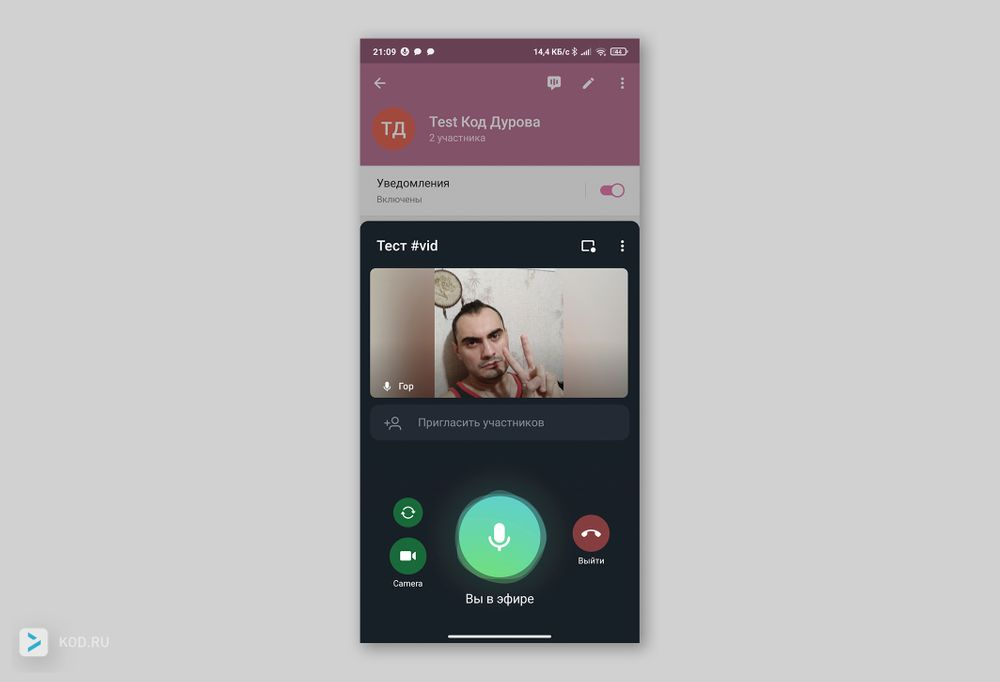 21:09
14,4 КБ/с
44
ТД
Test Код Дурова
2 участника
Уведомления
Включены
Тест #vid
Гор
Пригласить участников
Camera
Выйти
Вы в эфире
KOD.RU